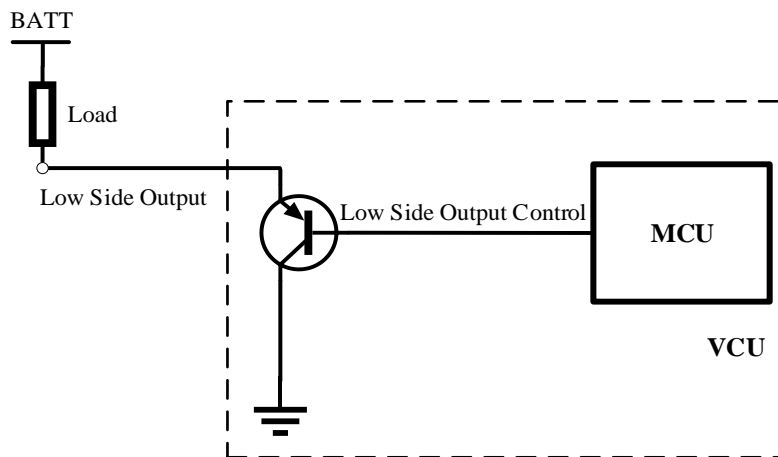 BATT
Load
Low Side Output
Low Side Output Control
MCU
VCU